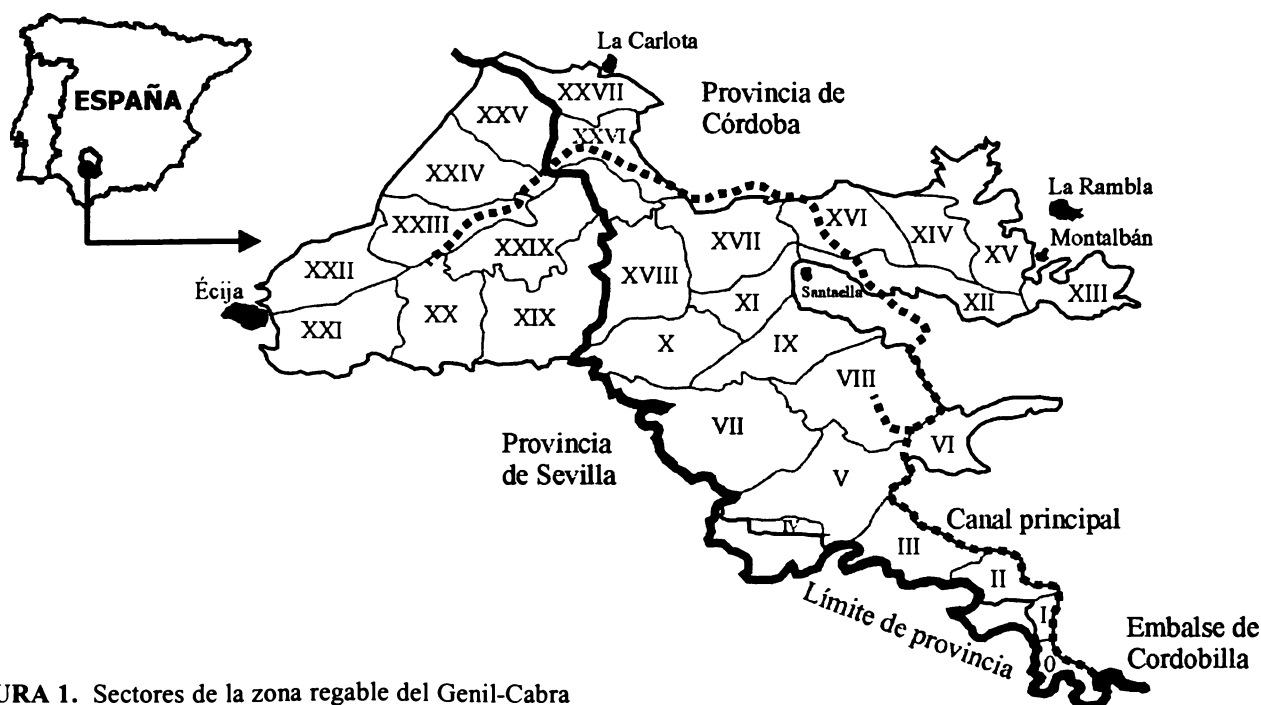 La Carlota
ESPAÑA
XXVII
Provincia de
Córdoba
XXV
XXVI
XXIV
La Rambla
XXIII
XVI
XIV
Montalbán
XXIX
XVII
XV
XXII
XVIII
Santaella
XIII
Écija
XI
XII
XXI
XX
XIX
X
IX
VIII
VII
VI
Provincia
de Sevilla
V
Canal principal
IV
III
II
Límite de provincia
I
Embalse de
Cordobilla
0
URA 1. Sectores de la zona regable del Genil-Cabra